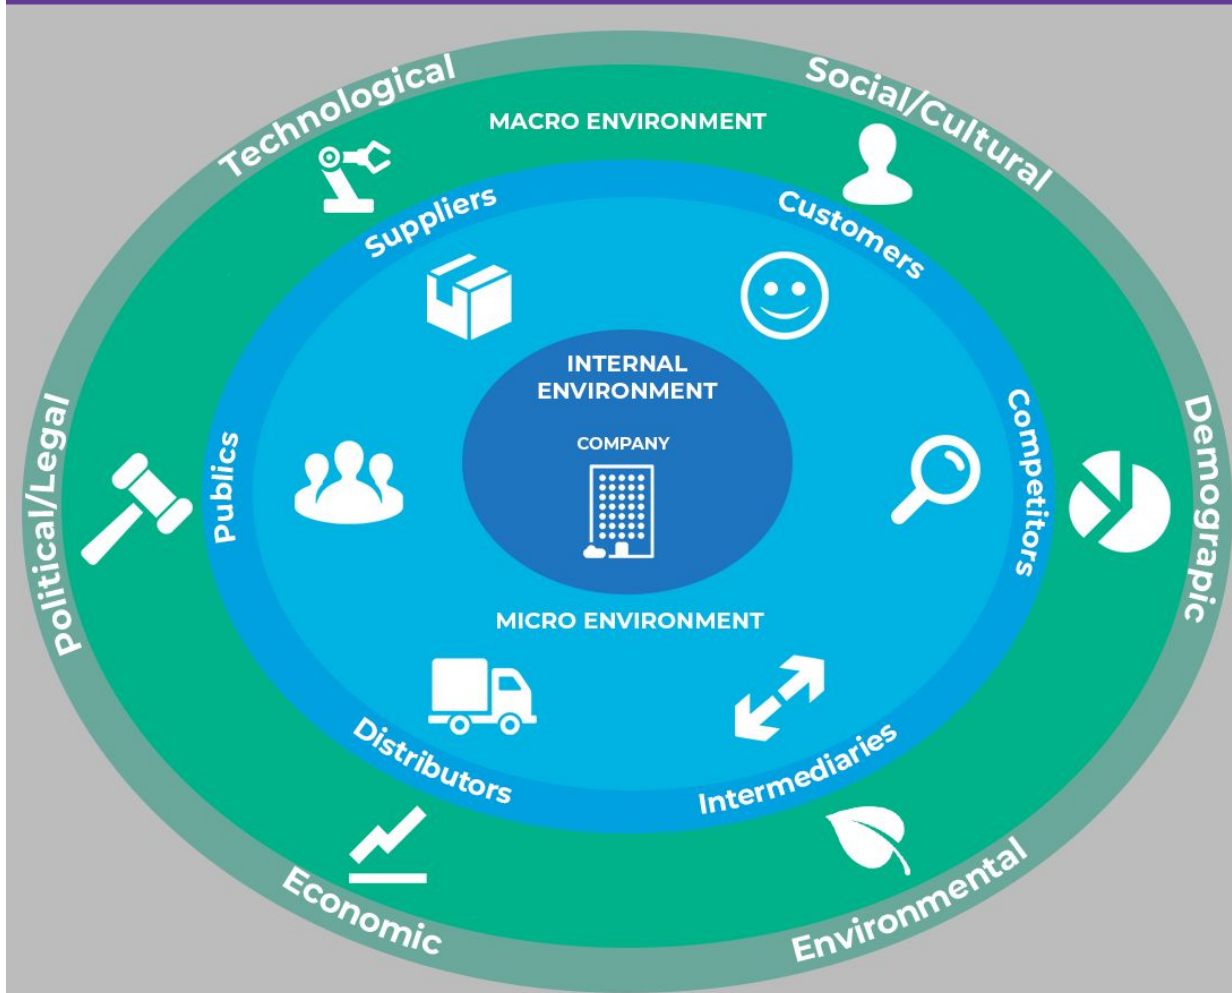 Technological
Social/Cultural
MACRO ENVIRONMENT
Suppliers
Customers
INTERNAL
ENVIRONMENT
COMPANY
Political/Legal
Publics
Competitors
Demograpic
MICRO ENVIRONMENT
Distributors
Intermediaries
Economic
Environmental